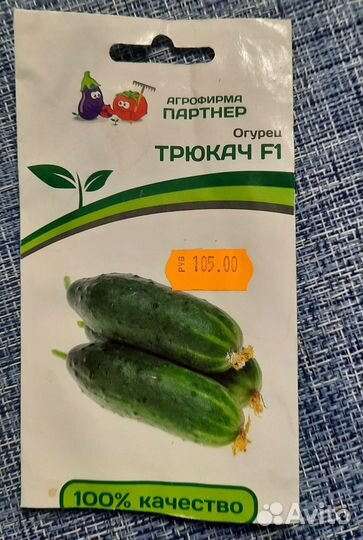 АГРОФИРМА
ПАРТНЕР
Огурец
ТРЮКАЧ F1
РУБ 105.00
100% качество
Avito